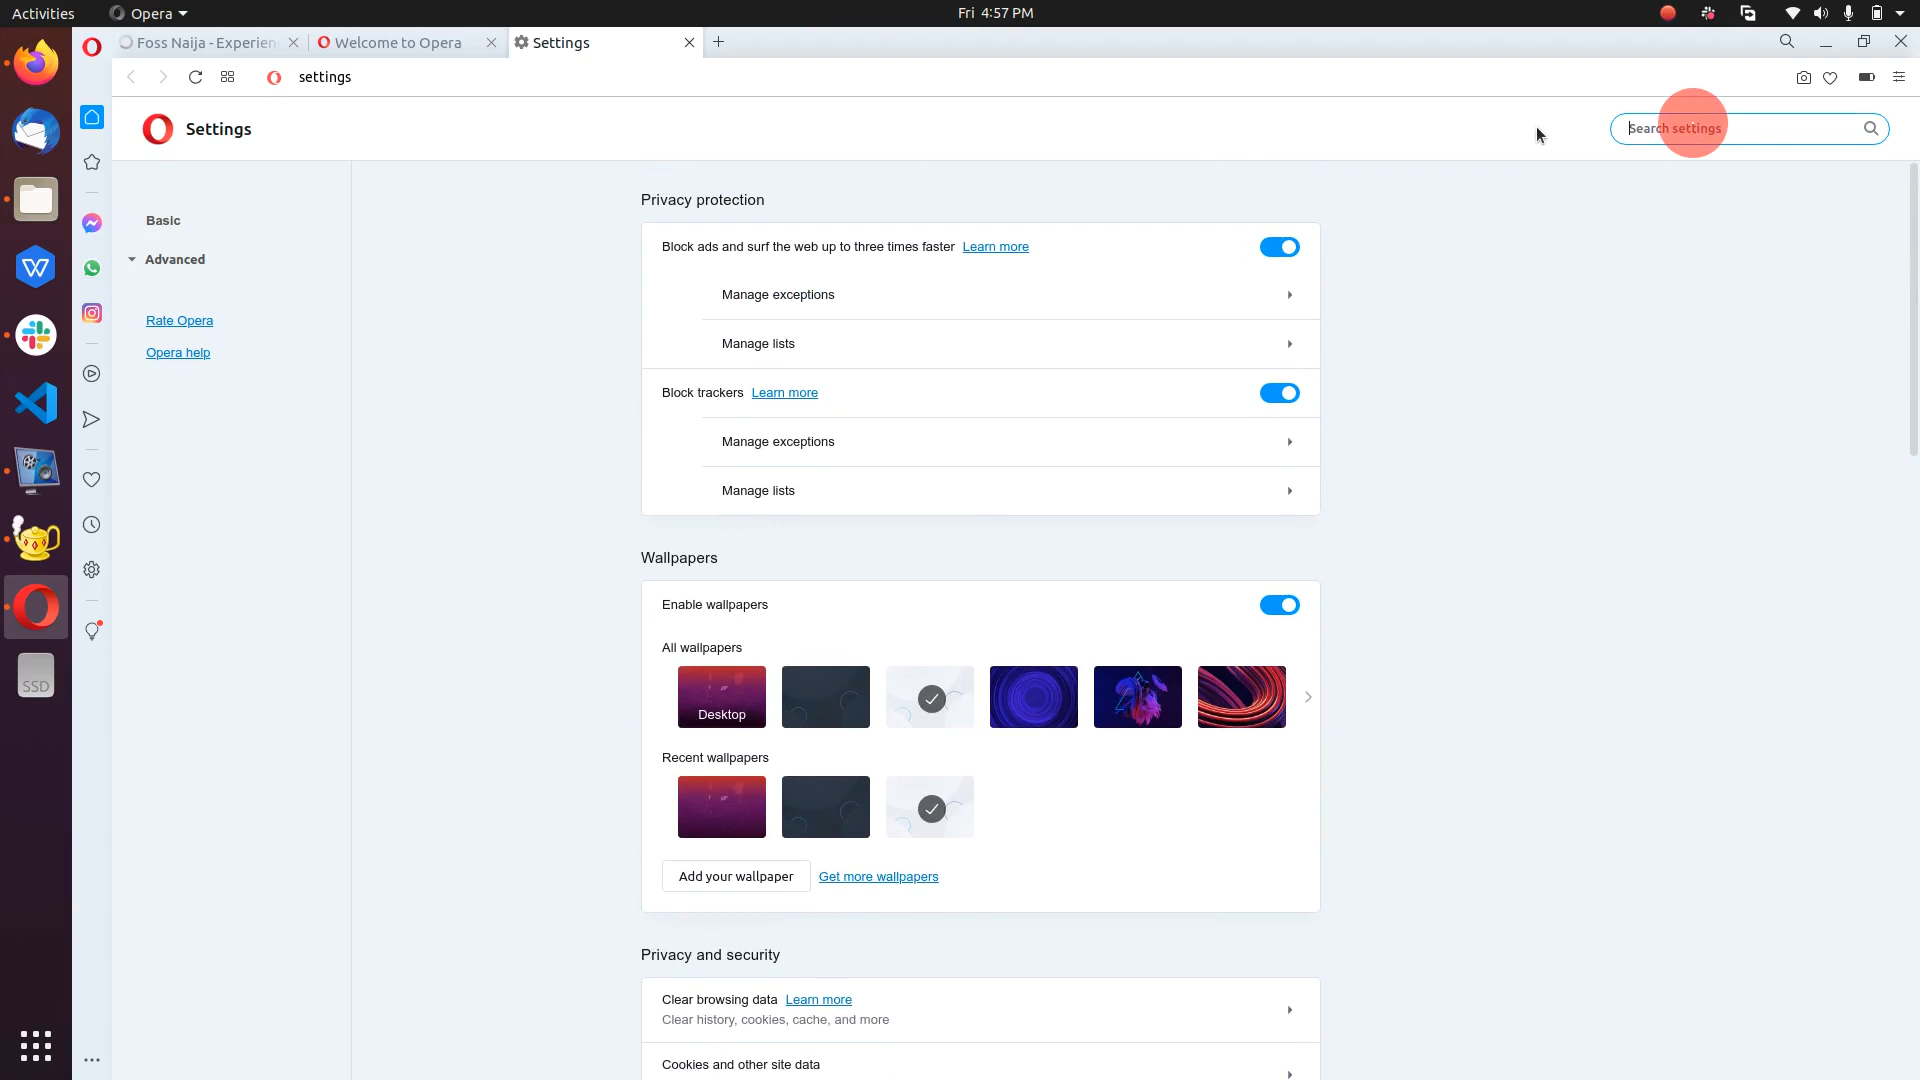 Activities
Opera
Fri 4:57 PM
Foss Naija - Experien
Welcome to Opera
Settings
settings
Settings
Search settings
Basic
Advanced
Rate Opera
Opera help
Privacy protection
Block ads and surf the web up to three times faster Learn more
Manage exceptions
Manage lists
Block trackers Learn more
Manage exceptions
Manage lists
Wallpapers
Enable wallpapers
All wallpapers
Desktop
Recent wallpapers
Add your wallpaper
Get more wallpapers
Privacy and security
Clear browsing data Learn more
Clear history, cookies, cache, and more
Cookies and other site data
SSD